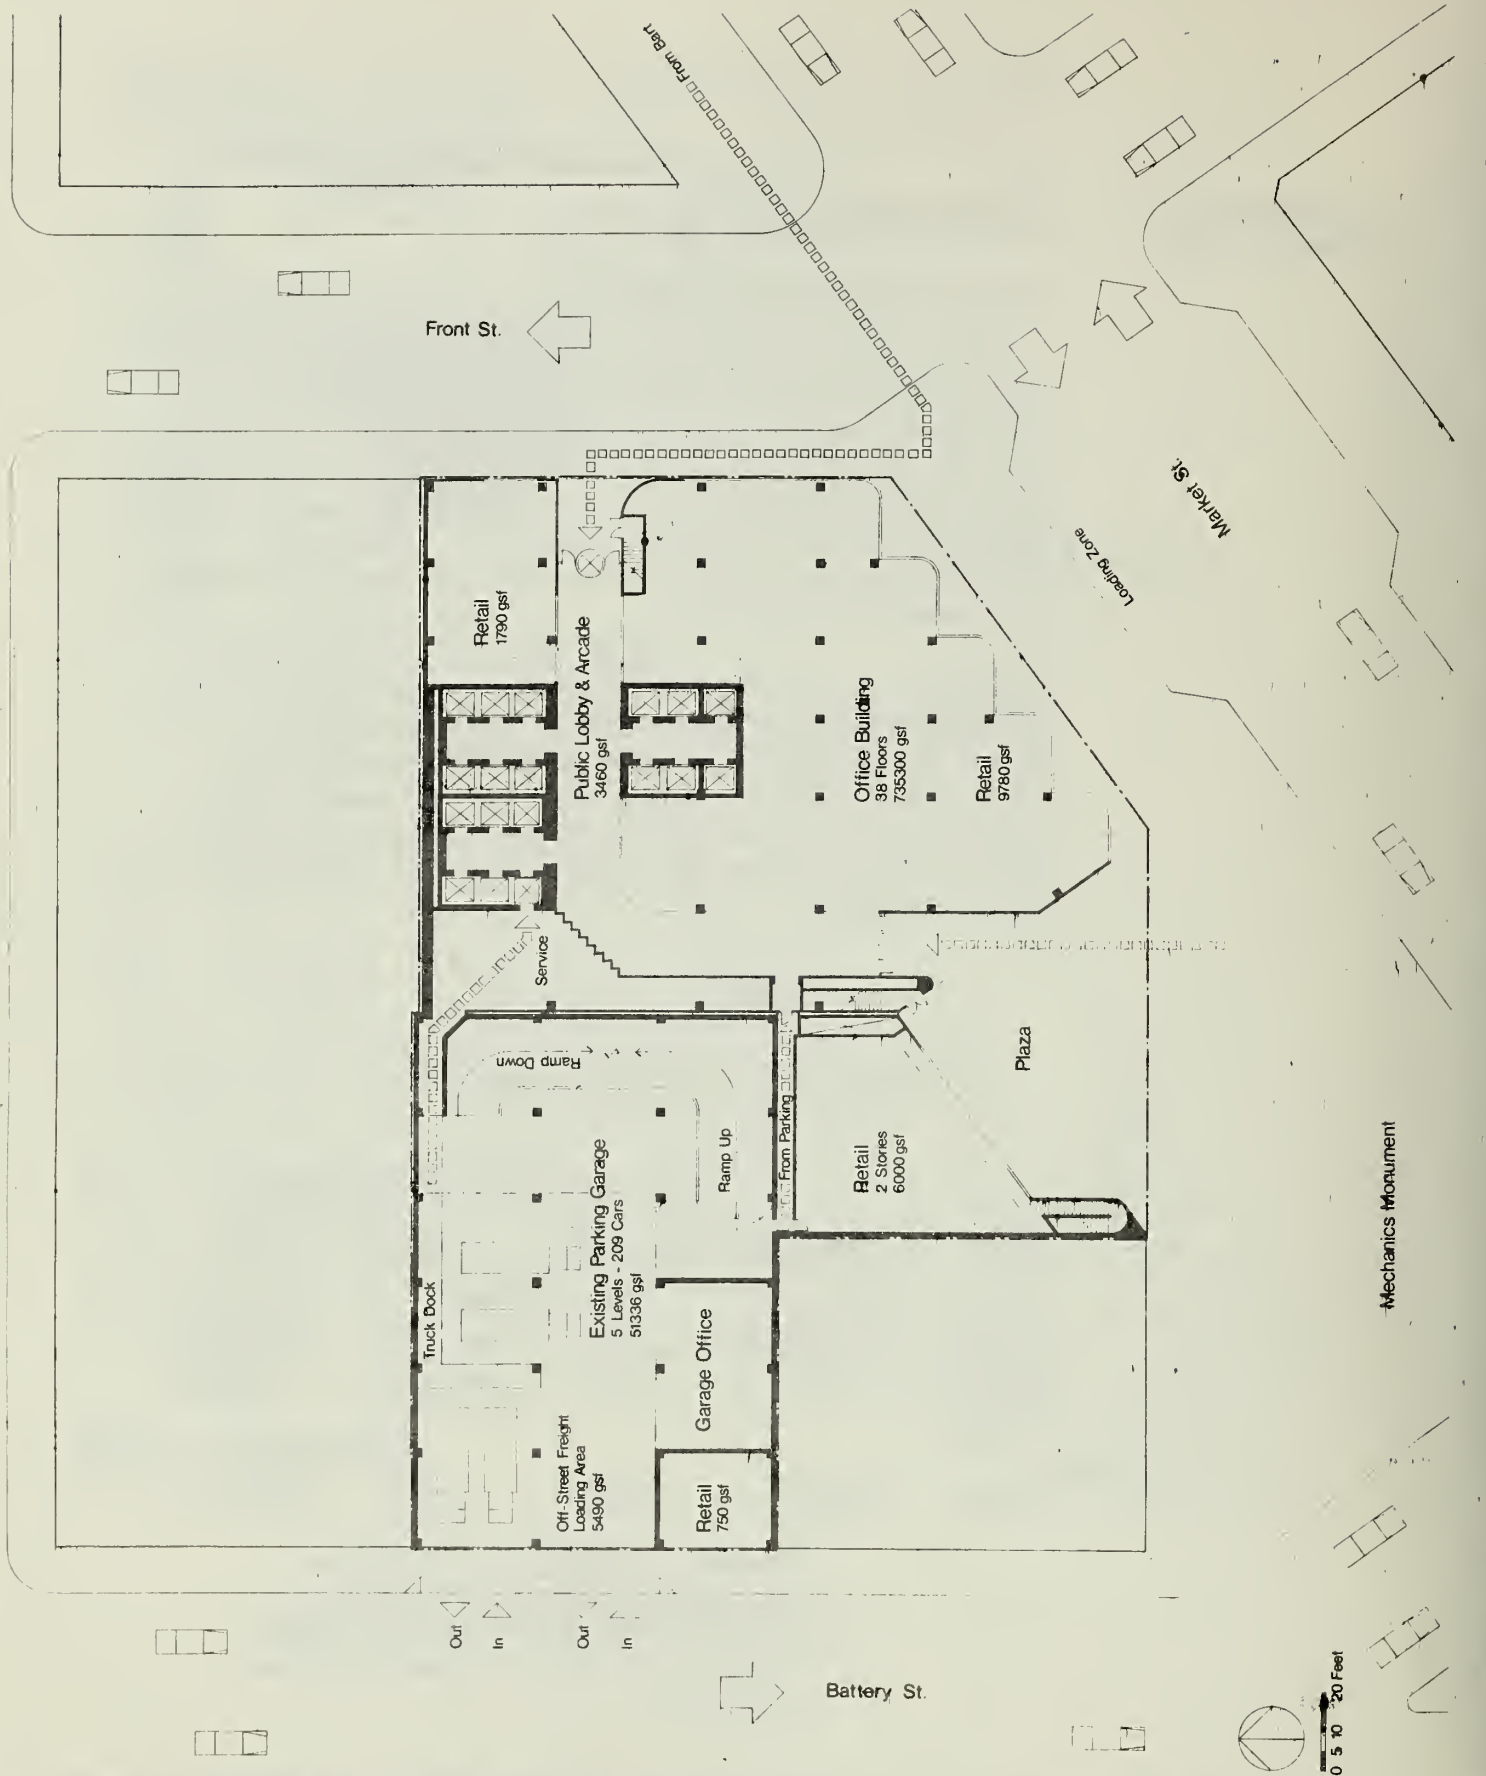 From Bart
Front St.
Market St.
Loading Zone
Retail
1790 gsf
Public Lobby & Arcade
3460 gsf
Office Building
38 Floors
735300 gsf
Retail
9780 gsf
Service
Ramp Down
Plaza
From Parking
Ramp Up
Retail
2 Stories
6000 gsf
Existing Parking Garage
5 Levels - 209 Cars
51336 gsf
Truck Dock
Garage Office
Mechanics Monument
Off-Street Freight
Loading Area
5490 gsf
Retail
750 gsf
Out
In
Out
In
Battery St.
0 5 10 20 Feet